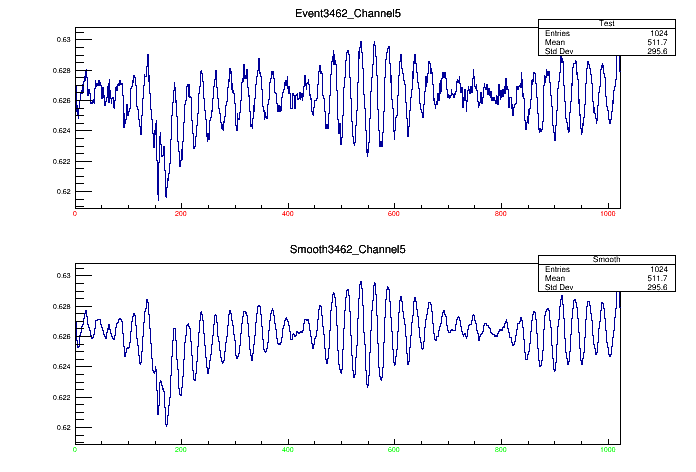 Event3462_Channel5
Test
Entries 1024
Mean 511.7
Std Dev 295.6
0.63
0.628
0.626
0.624
0.622
0.62
0 200 400 600 800 1000
Smooth3462_Channel5
Smooth
Entries 1024
Mean 511.7
Std Dev 295.6
0.63
0.628
0.626
0.624
0.622
0.62
0 200 400 600 800 1000